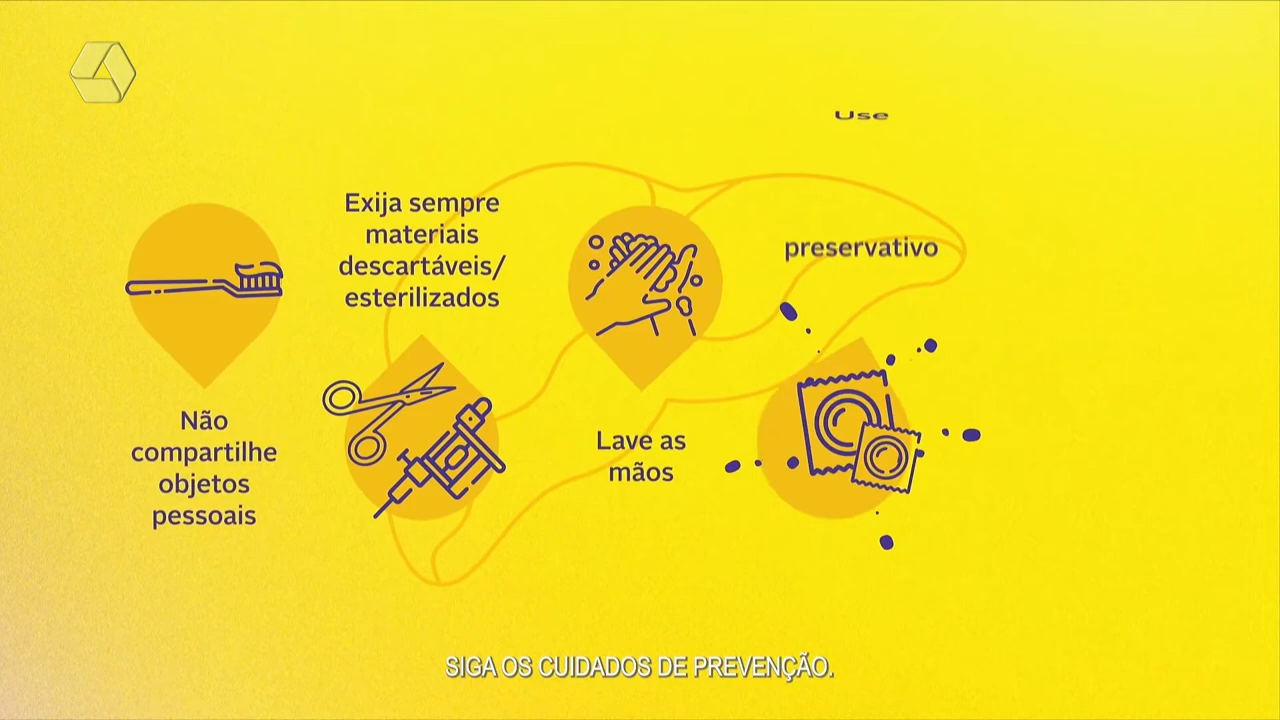 Não
compartilhe
objetos
pessoais
Exija sempre
materiais
descartáveis/
esterilizados
Lave as
mãos
Use
preservativo
SIGA OS CUIDADOS DE PREVENÇÃO.